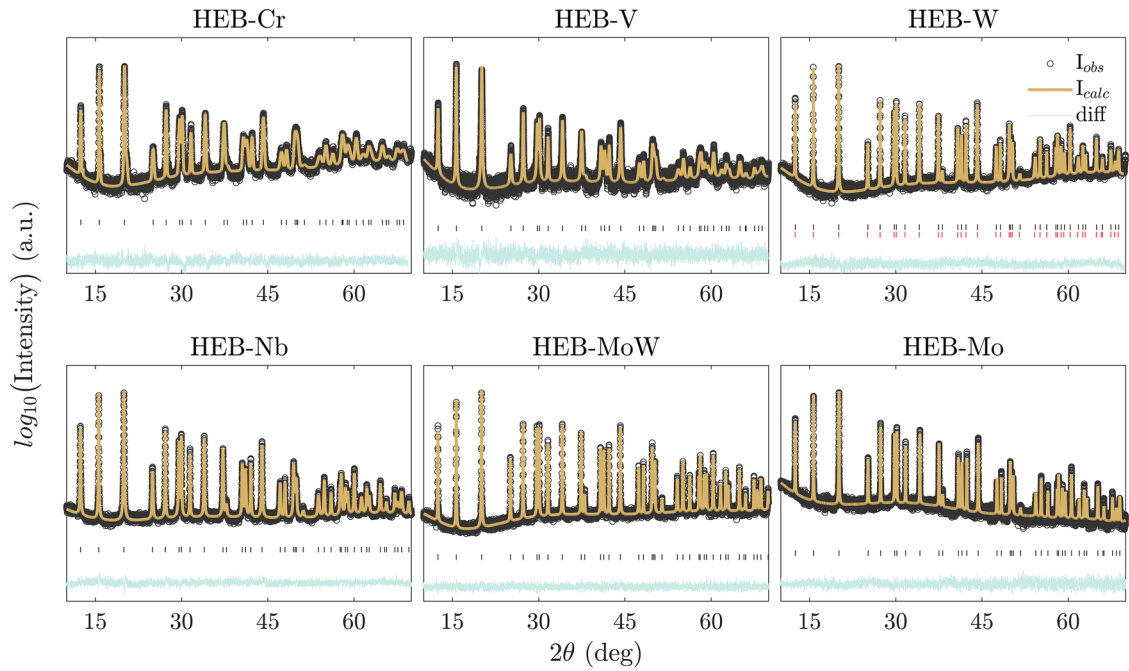 HEB-Cr
HEB-V
HEB-W
I_obs
I_calc
diff
15 30 45 60
15 30 45 60
15 30 45 60
HEB-Nb
HEB-MoW
HEB-Mo
log₁₀(Intensity) (a.u.)
15 30 45 60
15 30 45 60
15 30 45 60
2θ (deg)